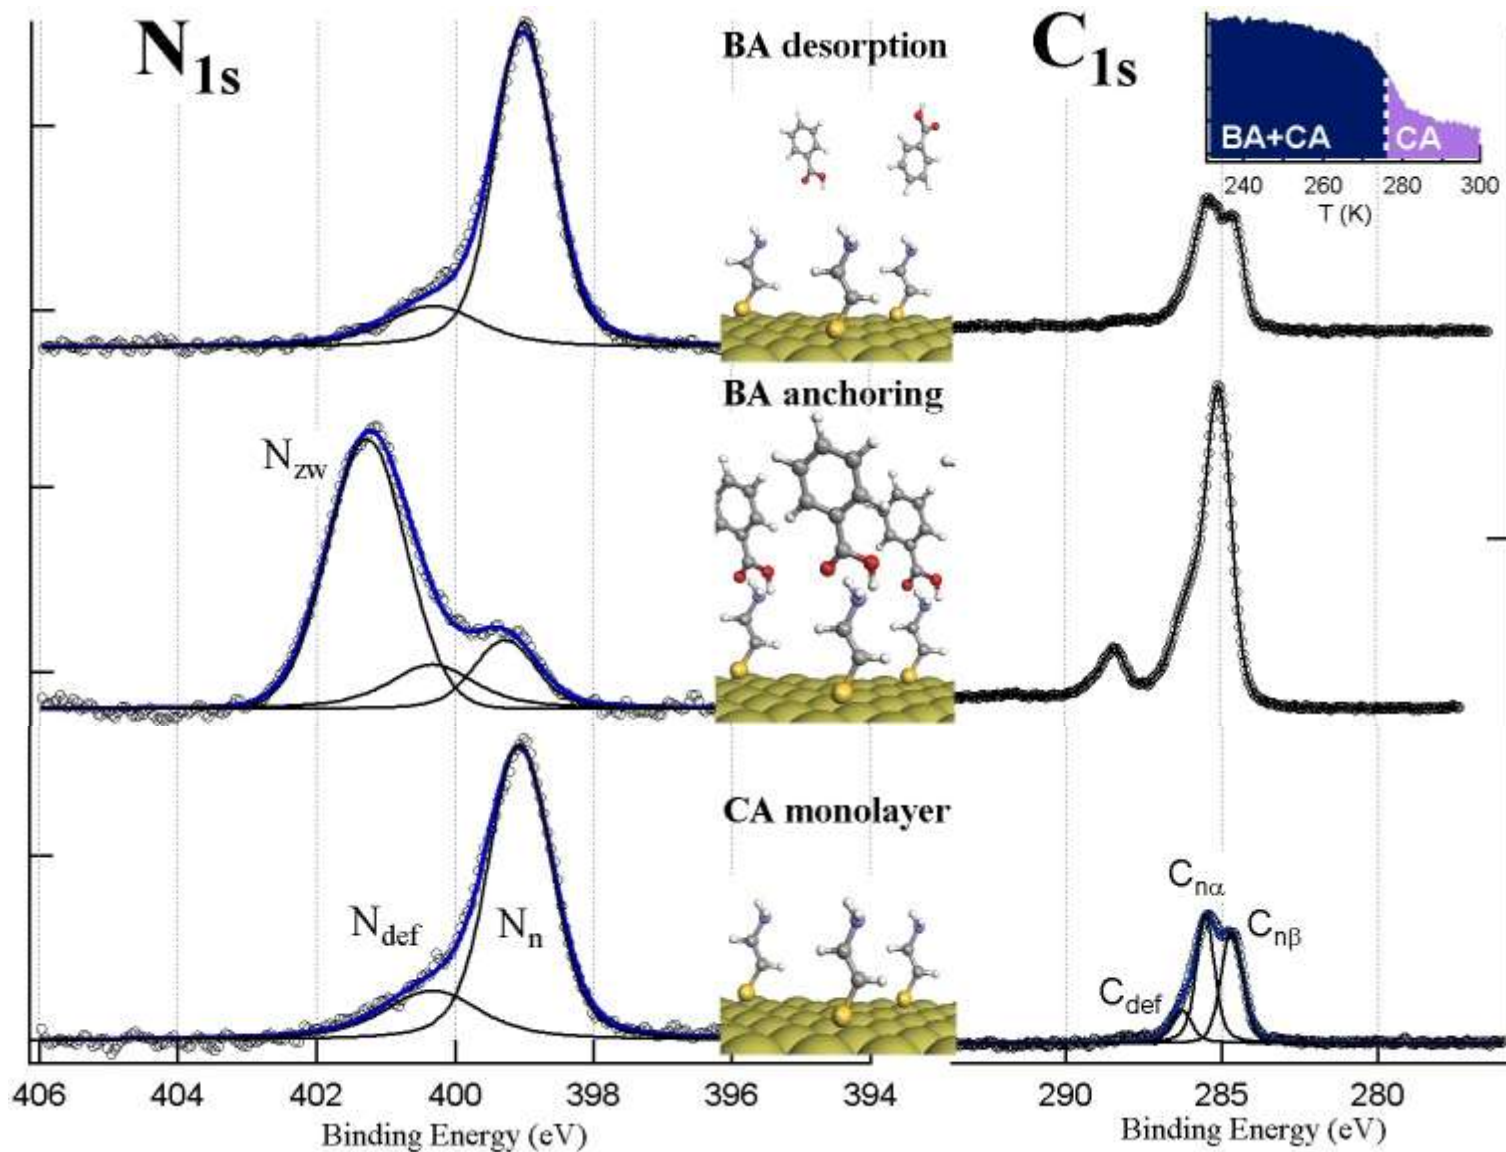 N1s
BA desorption
C1s
BA+CA
CA
240 260 280 300
T (K)
BA anchoring
Nzw
CA monolayer
Ndef
Nn
Cnα
Cnβ
Cdef
406 404 402 400 398 396 394
Binding Energy (eV)
290 285 280
Binding Energy (eV)